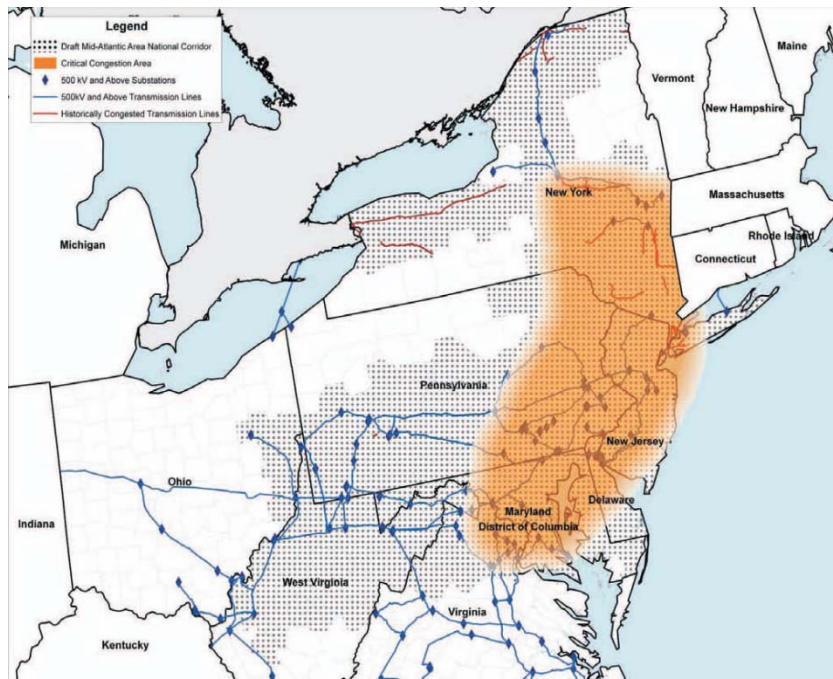 Legend
Draft Mid-Atlantic Area National Corridor
Critical Congestion Area
500 kV and Above Substations
500kV and Above Transmission Lines
Historically Congested Transmission Lines
Maine
Vermont
New Hampshire
New York
Massachusetts
Rhode Island
Connecticut
Michigan
Pennsylvania
New Jersey
Ohio
Delaware
Maryland
District of Columbia
Indiana
West Virginia
Virginia
Kentucky